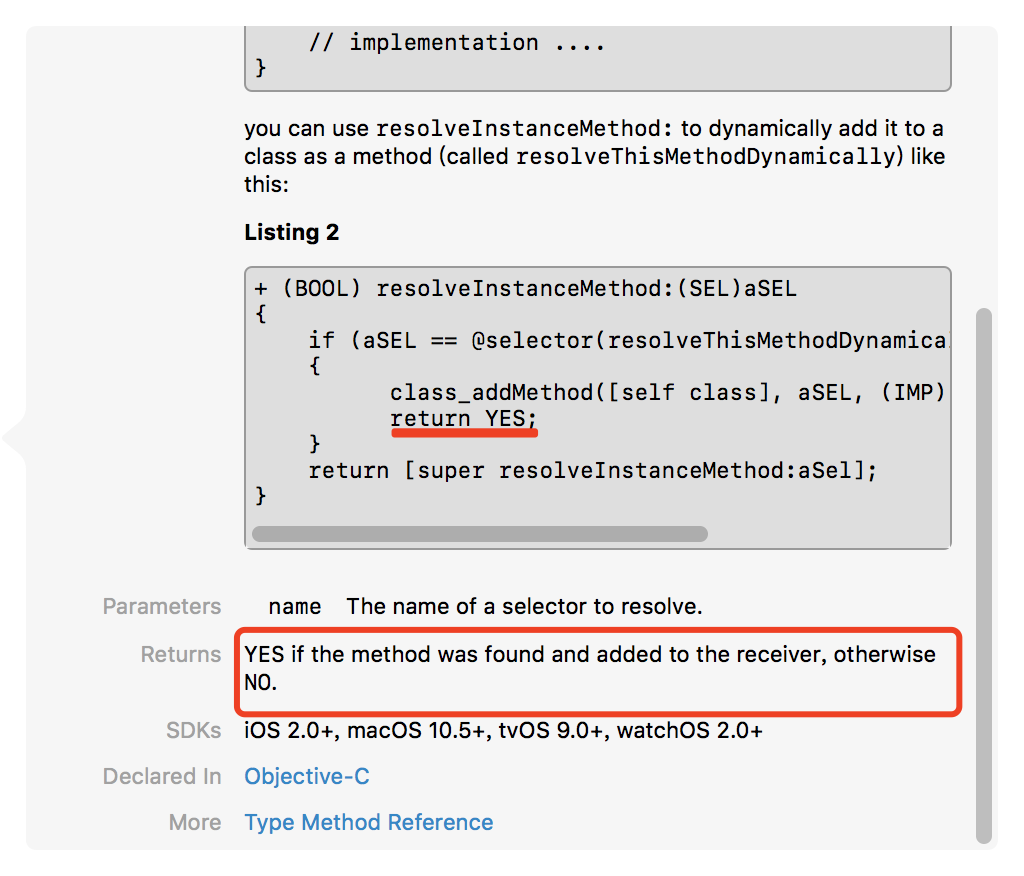 // implementation ....
}
you can use resolveInstanceMethod: to dynamically add it to a
class as a method (called resolveThisMethodDynamically) like
this:
Listing 2
+ (BOOL) resolveInstanceMethod:(SEL)aSEL
{
if (aSEL == @selector(resolveThisMethodDynamica
{
class_addMethod([self class], aSEL, (IMP)
return YES;
}
return [super resolveInstanceMethod:aSel];
}
Parameters name The name of a selector to resolve.
Returns YES if the method was found and added to the receiver, otherwise
NO.
SDKs iOS 2.0+, macOS 10.5+, tvOS 9.0+, watchOS 2.0+
Declared In Objective-C
More Type Method Reference